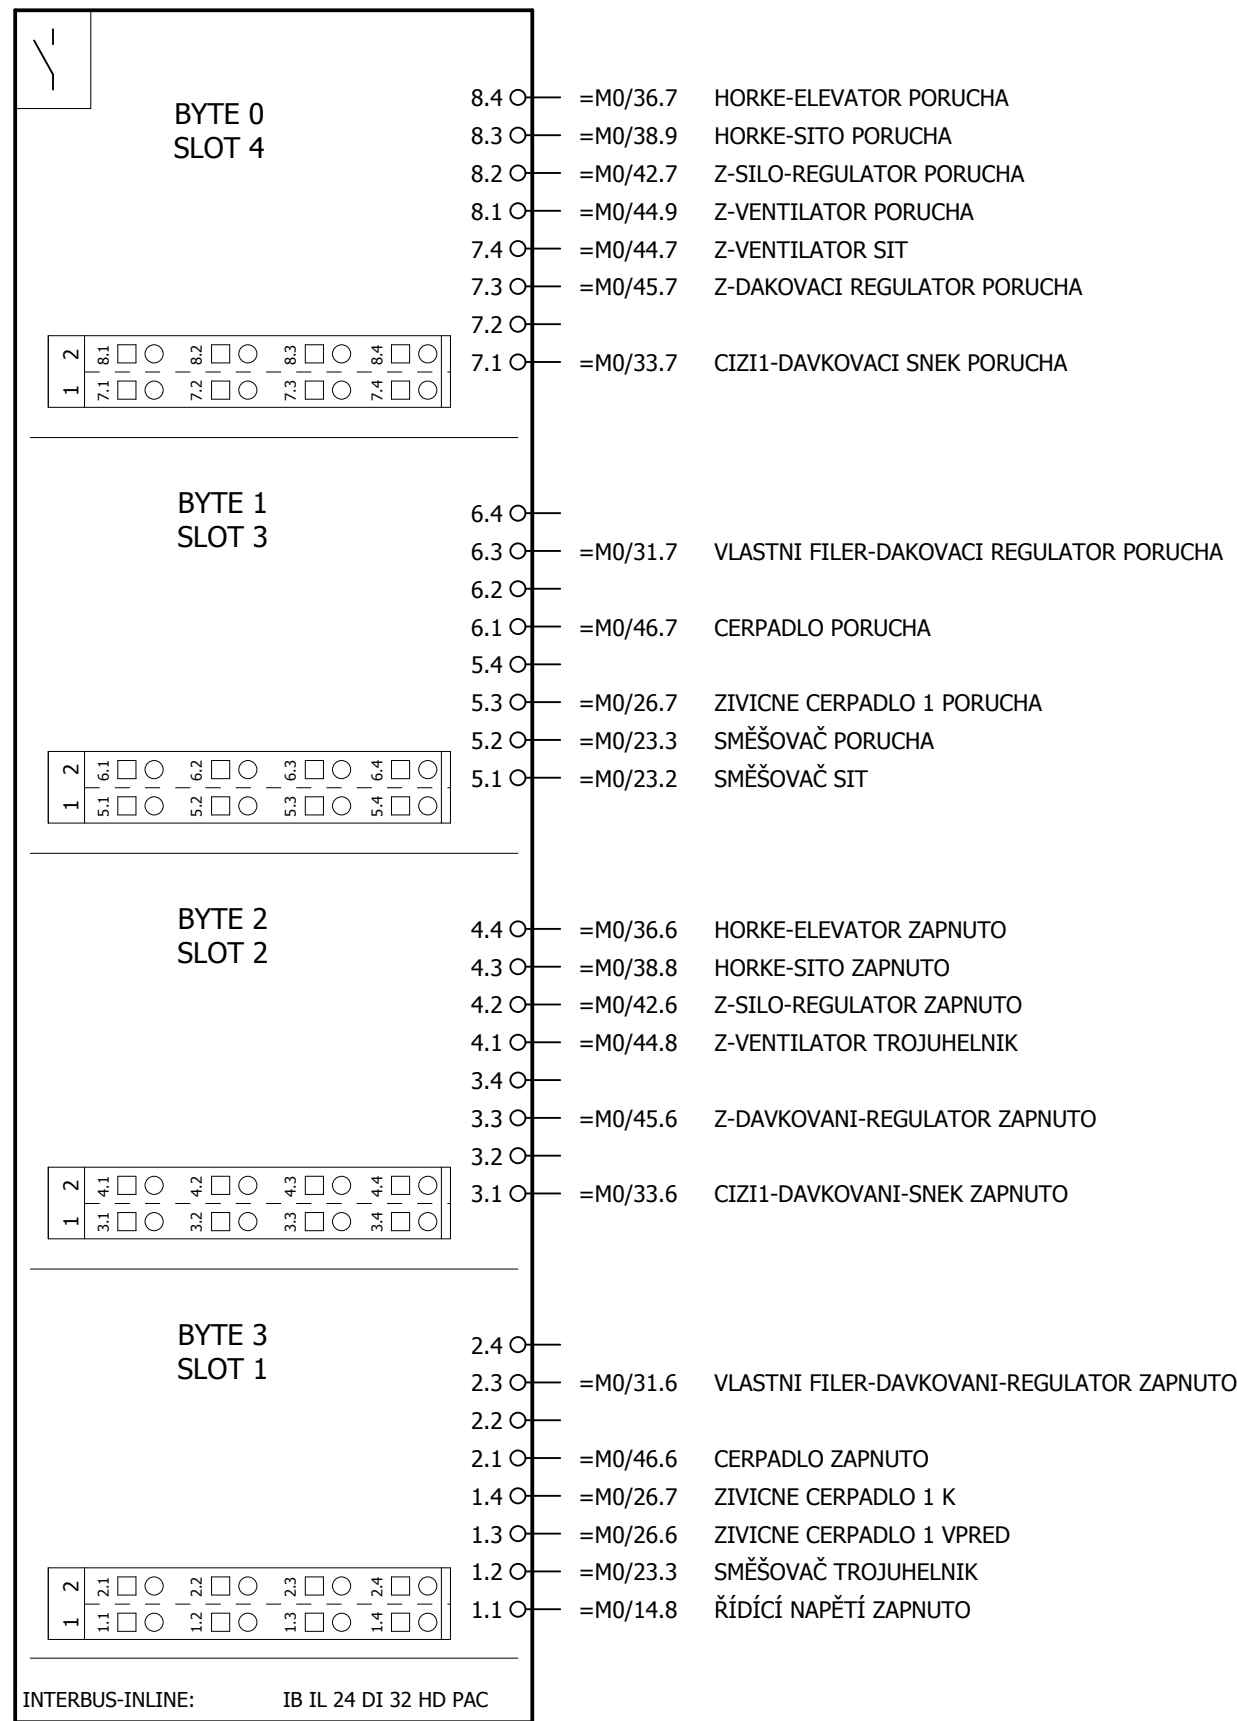 BYTE 0
SLOT 4
8.4 =M0/36.7 HORKE-ELEVATOR PORUCHA
8.3 =M0/38.9 HORKE-SITO PORUCHA
8.2 =M0/42.7 Z-SILO-REGULATOR PORUCHA
8.1 =M0/44.9 Z-VENTILATOR PORUCHA
7.4 =M0/44.7 Z-VENTILATOR SIT
7.3 =M0/45.7 Z-DAKOVACI REGULATOR PORUCHA
7.2
7.1 =M0/33.7 CIZI1-DAVKOVACI SNEK PORUCHA
2 8.1 8.2 8.3 8.4
1 7.1 7.2 7.3 7.4
BYTE 1
SLOT 3
6.4
6.3 =M0/31.7 VLASTNI FILER-DAKOVACI REGULATOR PORUCHA
6.2
6.1 =M0/46.7 CERPADLO PORUCHA
5.4
5.3 =M0/26.7 ZIVICNE CERPADLO 1 PORUCHA
5.2 =M0/23.3 SMĚŠOVAČ PORUCHA
5.1 =M0/23.2 SMĚŠOVAČ SIT
2 6.1 6.2 6.3 6.4
1 5.1 5.2 5.3 5.4
BYTE 2
SLOT 2
4.4 =M0/36.6 HORKE-ELEVATOR ZAPNUTO
4.3 =M0/38.8 HORKE-SITO ZAPNUTO
4.2 =M0/42.6 Z-SILO-REGULATOR ZAPNUTO
4.1 =M0/44.8 Z-VENTILATOR TROJUHELNIK
3.4
3.3 =M0/45.6 Z-DAVKOVANI-REGULATOR ZAPNUTO
3.2
3.1 =M0/33.6 CIZI1-DAVKOVANI-SNEK ZAPNUTO
2 4.1 4.2 4.3 4.4
1 3.1 3.2 3.3 3.4
BYTE 3
SLOT 1
2.4
2.3 =M0/31.6 VLASTNI FILER-DAVKOVANI-REGULATOR ZAPNUTO
2.2
2.1 =M0/46.6 CERPADLO ZAPNUTO
1.4 =M0/26.7 ZIVICNE CERPADLO 1 K
1.3 =M0/26.6 ZIVICNE CERPADLO 1 VPRED
1.2 =M0/23.3 SMĚŠOVAČ TROJUHELNIK
1.1 =M0/14.8 ŘÍDÍCÍ NAPĚTÍ ZAPNUTO
2 2.1 2.2 2.3 2.4
1 1.1 1.2 1.3 1.4
INTERBUS-INLINE: IB IL 24 DI 32 HD PAC